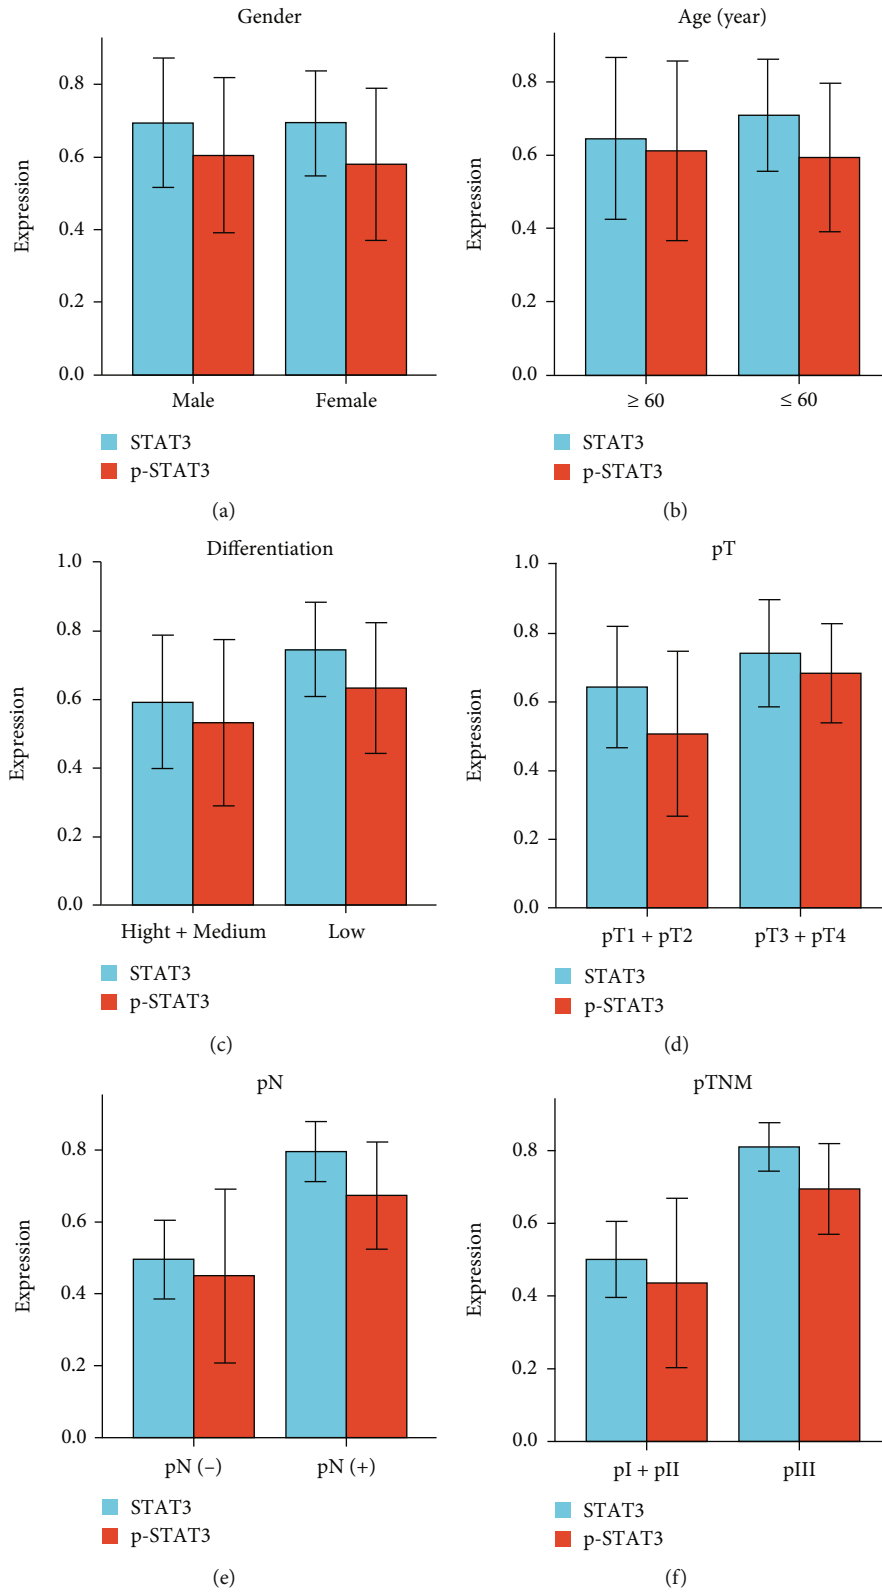 Gender
Expression
0.8
0.6
0.4
0.2
0.0
Male Female
STAT3
p-STAT3
(a)
Age (year)
Expression
0.8
0.6
0.4
0.2
0.0
≥ 60 ≤ 60
STAT3
p-STAT3
(b)
Differentiation
Expression
1.0
0.8
0.6
0.4
0.2
0.0
Hight + Medium Low
STAT3
p-STAT3
(c)
pT
Expression
1.0
0.8
0.6
0.4
0.2
0.0
pT1 + pT2 pT3 + pT4
STAT3
p-STAT3
(d)
pN
Expression
0.8
0.6
0.4
0.2
0.0
pN (–) pN (+)
STAT3
p-STAT3
(e)
pTNM
Expression
0.8
0.6
0.4
0.2
0.0
pI + pII pIII
STAT3
p-STAT3
(f)